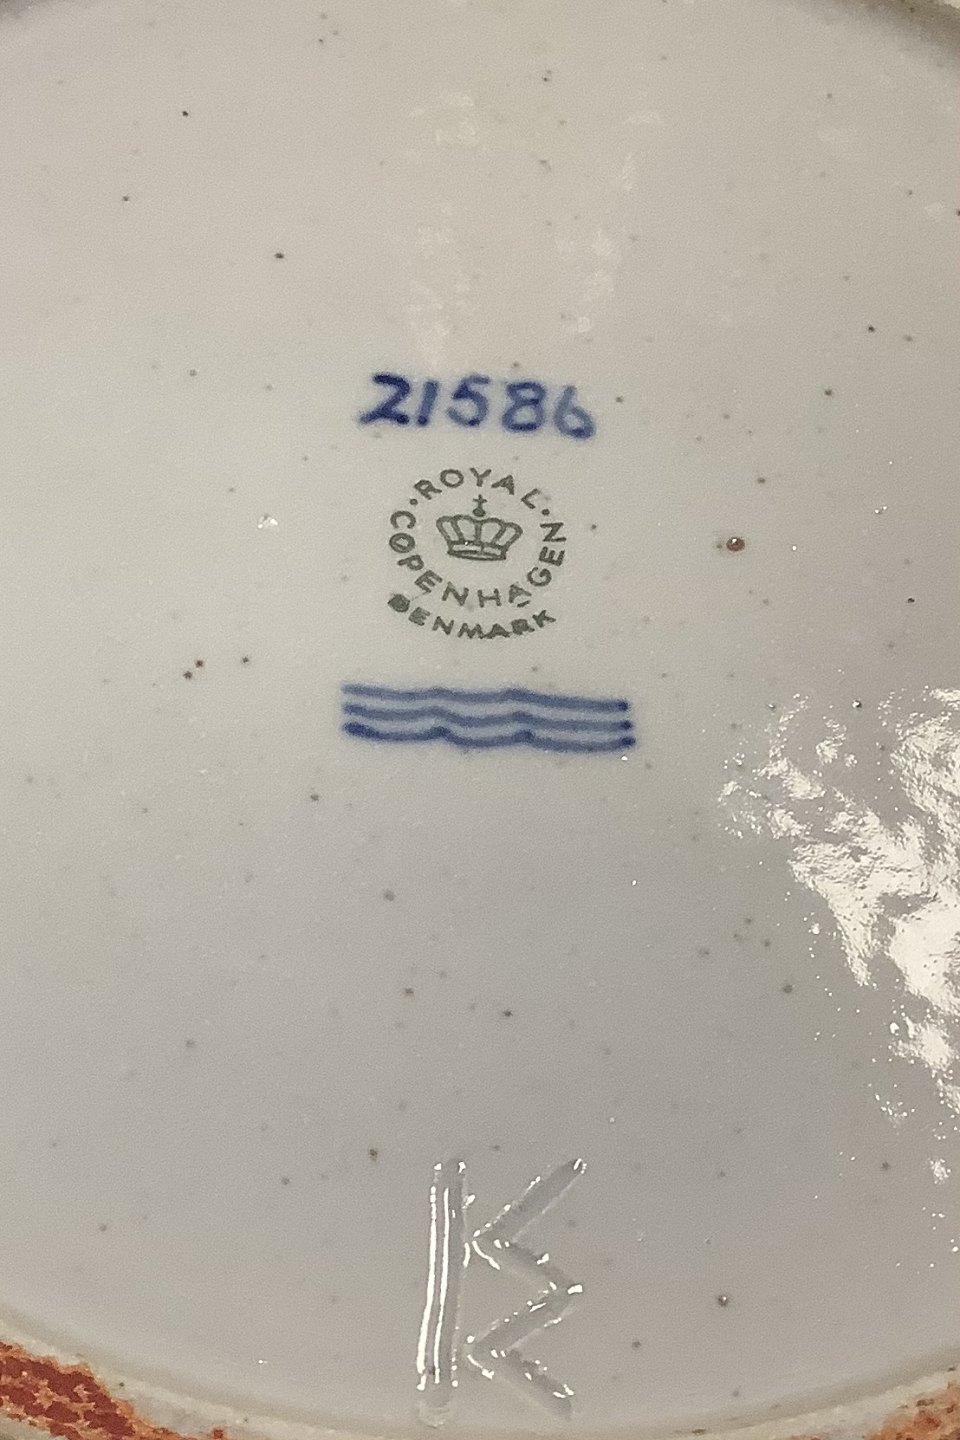 21586
ROYAL
COPENHAGEN
DENMARK